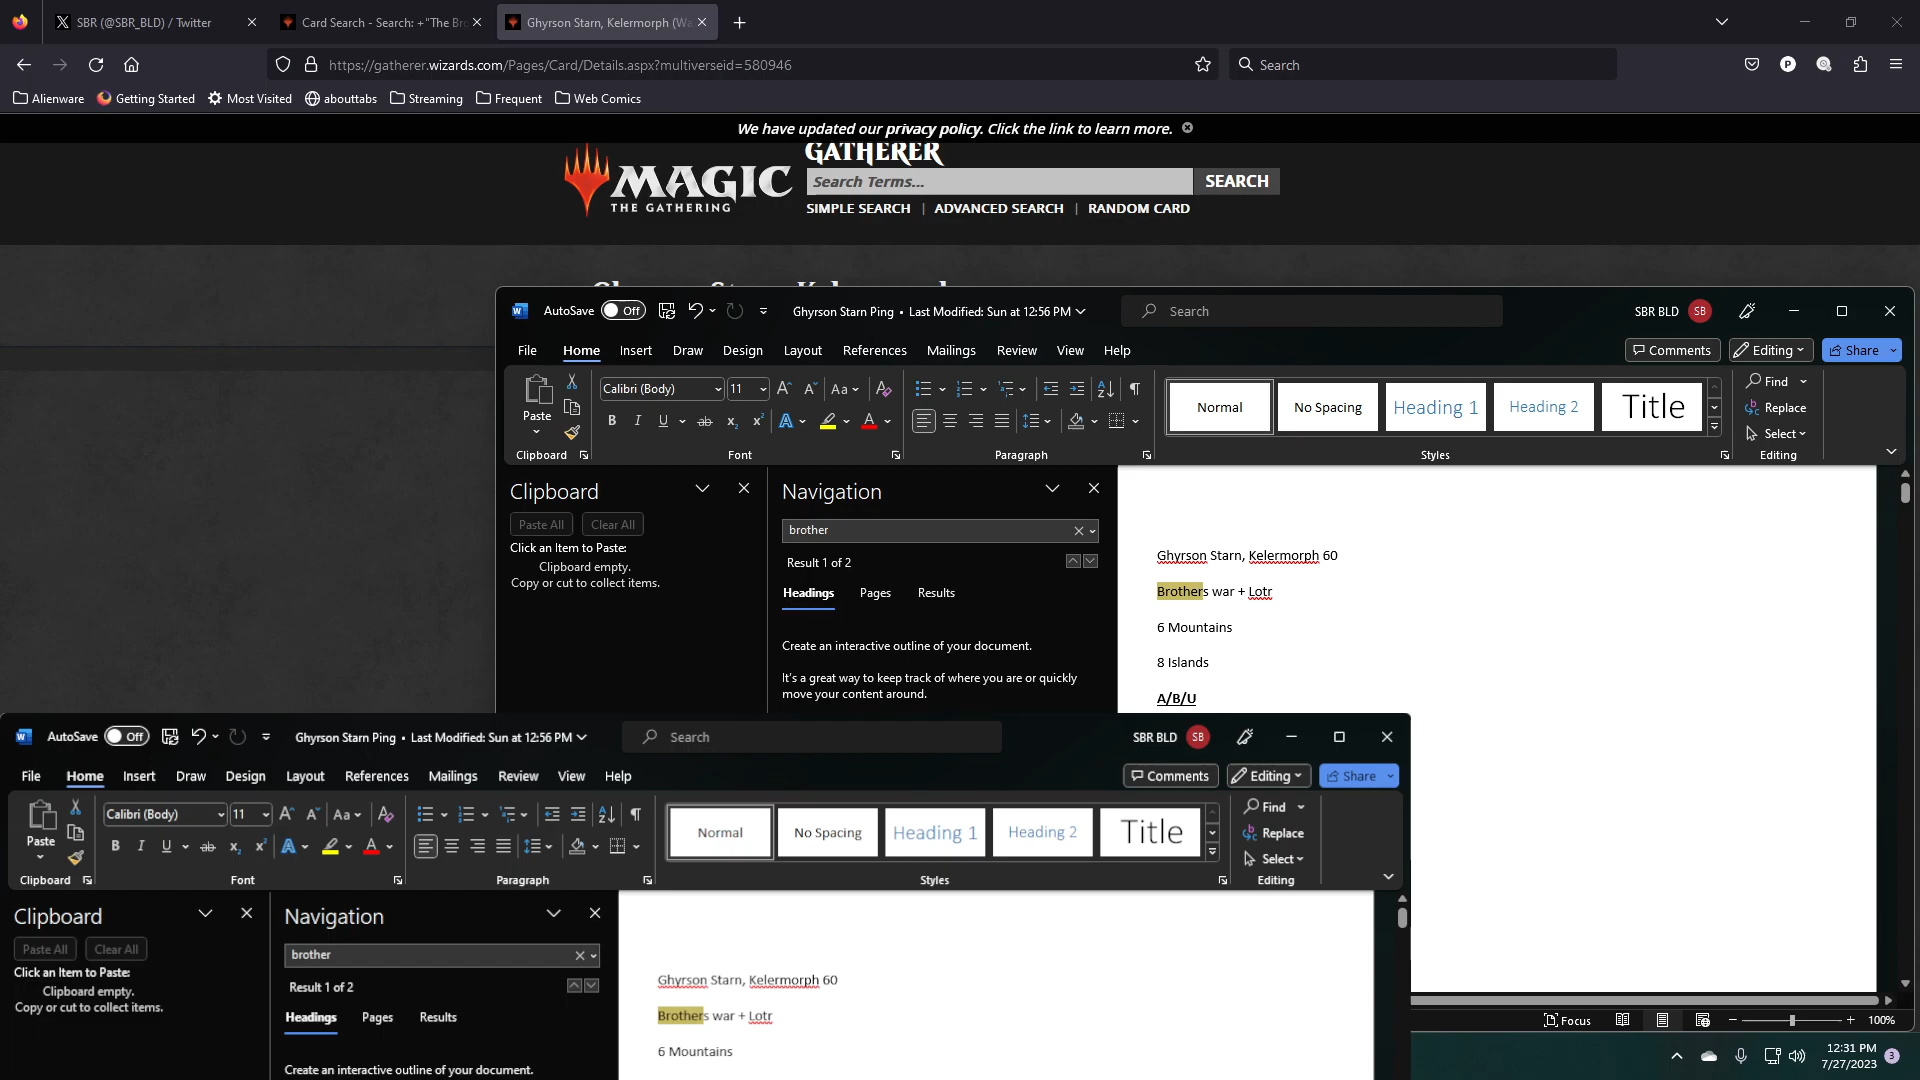 SBR (@SBR_BLD) / Twitter
Card Search - Search: +"The Bro
Ghyrson Starn, Kelermorph (Wa
https://gatherer.wizards.com/Pages/Card/Details.aspx?multiverseid=580946
Search
Alienware Getting Started Most Visited abouttabs Streaming Frequent Web Comics
We have updated our privacy policy. Click the link to learn more.
GATHERER
MAGIC
THE GATHERING
Search Terms...
SEARCH
SIMPLE SEARCH | ADVANCED SEARCH | RANDOM CARD
Ghyrson Starn, Kelermorph
AutoSave Off Ghyrson Starn Ping • Last Modified: Sun at 12:56 PM Search SBR BLD SB
File Home Insert Draw Design Layout References Mailings Review View Help Comments Editing Share
Paste
Calibri (Body) 11
Normal No Spacing Heading 1 Heading 2 Title
Find
Replace
Select
Clipboard Font Paragraph Styles Editing
Clipboard
Paste All Clear All
Click an Item to Paste:
Clipboard empty.
Copy or cut to collect items.
Navigation
brother
Result 1 of 2
Headings Pages Results
Create an interactive outline of your document.
It's a great way to keep track of where you are or quickly
move your content around.
Ghyrson Starn, Kelermorph 60
Brothers war + Lotr
6 Mountains
8 Islands
A/B/U
AutoSave Off Ghyrson Starn Ping • Last Modified: Sun at 12:56 PM Search SBR BLD SB
File Home Insert Draw Design Layout References Mailings Review View Help Comments Editing Share
Paste
Calibri (Body) 11
Normal No Spacing Heading 1 Heading 2 Title
Find
Replace
Select
Clipboard Font Paragraph Styles Editing
Clipboard
Paste All Clear All
Click an Item to Paste:
Clipboard empty.
Copy or cut to collect items.
Navigation
brother
Result 1 of 2
Headings Pages Results
Create an interactive outline of your document.
Ghyrson Starn, Kelermorph 60
Brothers war + Lotr
6 Mountains
Focus
100%
12:31 PM
7/27/2023
3